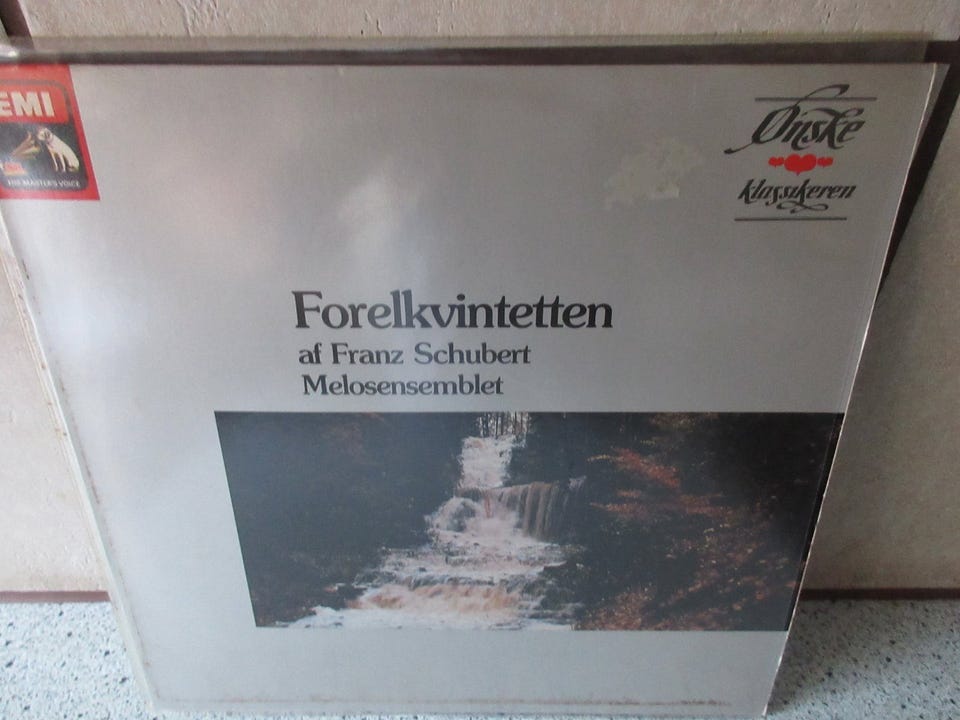 EMI
HIS MASTER'S VOICE
Ønske
klassikeren
Forelkvintetten
af Franz Schubert
Melosensemblet